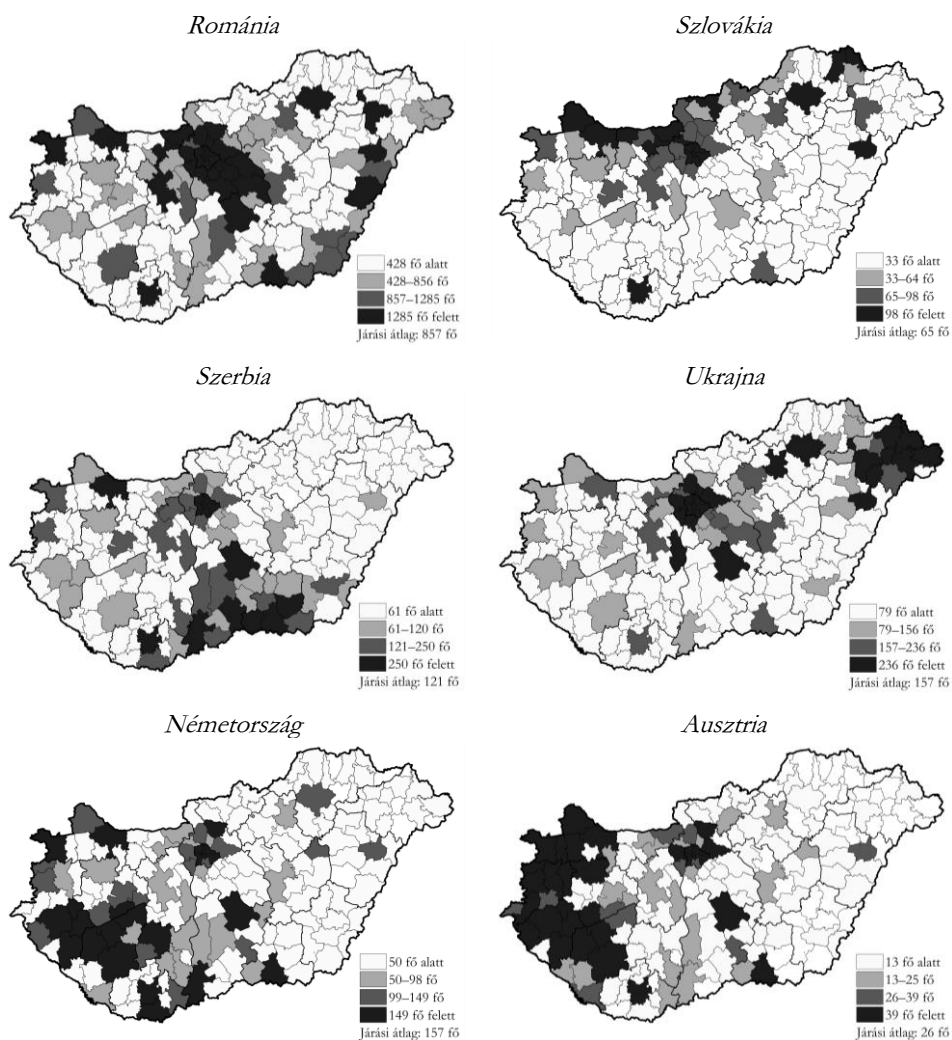 Románia
428 fő alatt
428–856 fő
857–1285 fő
1285 fő felett
Járási átlag: 857 fő
Szlovákia
33 fő alatt
33–64 fő
65–98 fő
98 fő felett
Járási átlag: 65 fő
Szerbia
61 fő alatt
61–120 fő
121–250 fő
250 fő felett
Járási átlag: 121 fő
Ukrajna
79 fő alatt
79–156 fő
157–236 fő
236 fő felett
Járási átlag: 157 fő
Németország
50 fő alatt
50–98 fő
99–149 fő
149 fő felett
Járási átlag: 157 fő
Ausztria
13 fő alatt
13–25 fő
26–39 fő
39 fő felett
Járási átlag: 26 fő